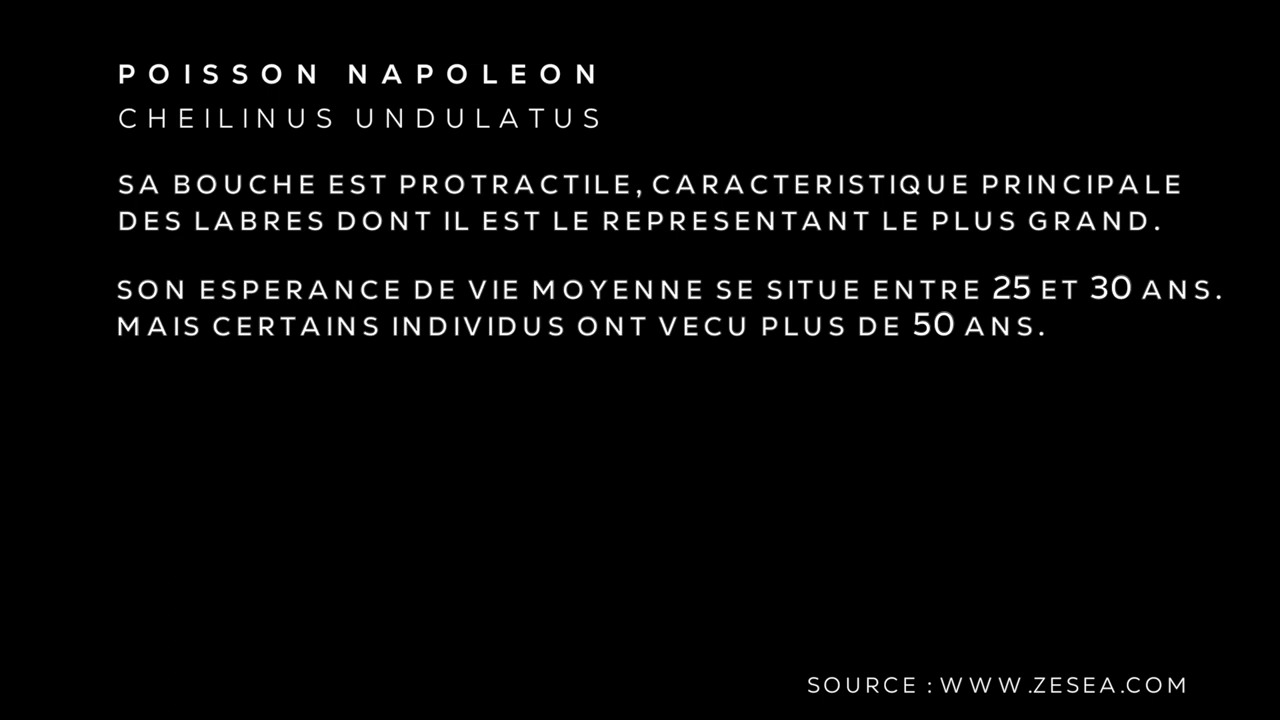 POISSON NAPOLEON
CHEILINUS UNDULATUS
SA BOUCHE EST PROTRACTILE, CARACTERISTIQUE PRINCIPALE
DES LABRES DONT IL EST LE REPRESENTANT LE PLUS GRAND.
SON ESPERANCE DE VIE MOYENNE SE SITUE ENTRE 25 ET 30 ANS.
MAIS CERTAINS INDIVIDUS ONT VECU PLUS DE 50 ANS.
SOURCE : WWW.ZESEA.COM